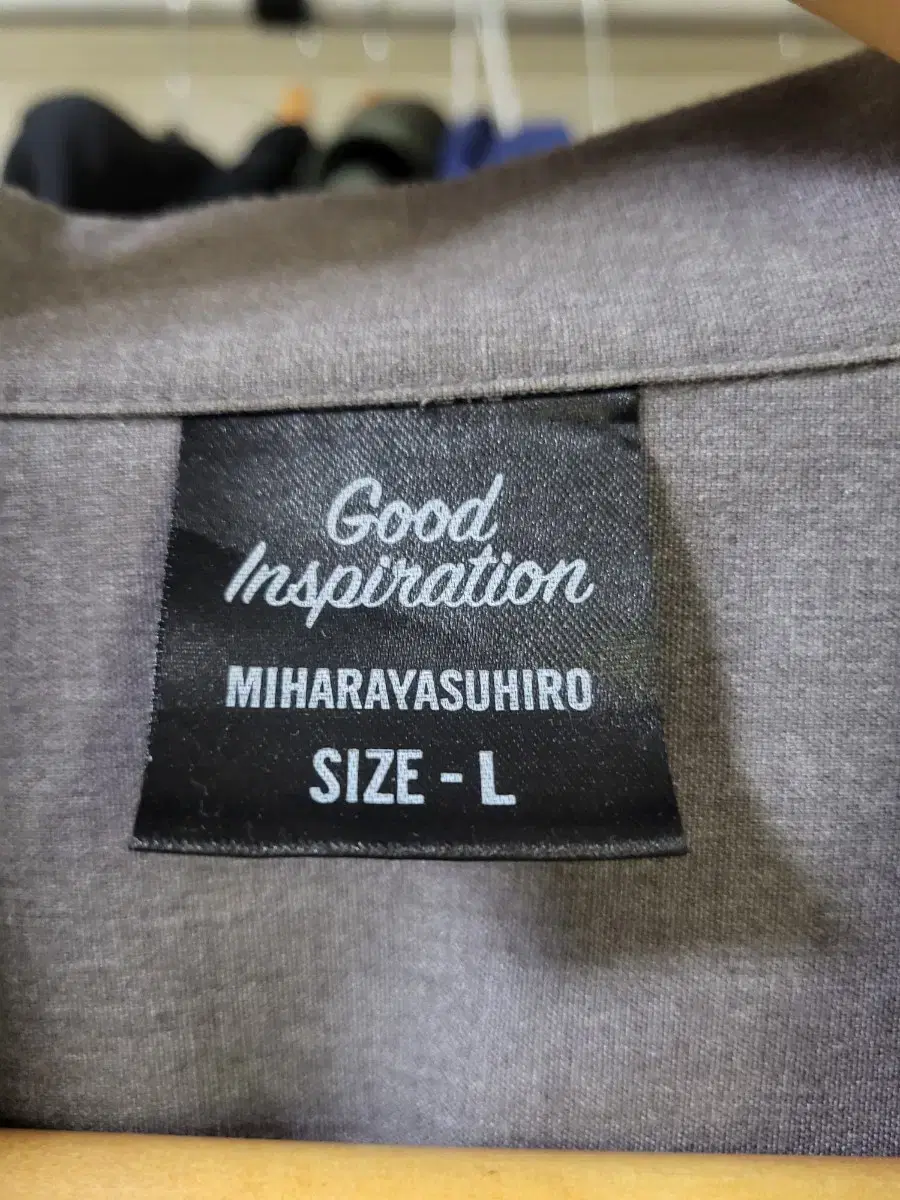 Good
Inspiration
MIHARAYASUHIRO
SIZE - L